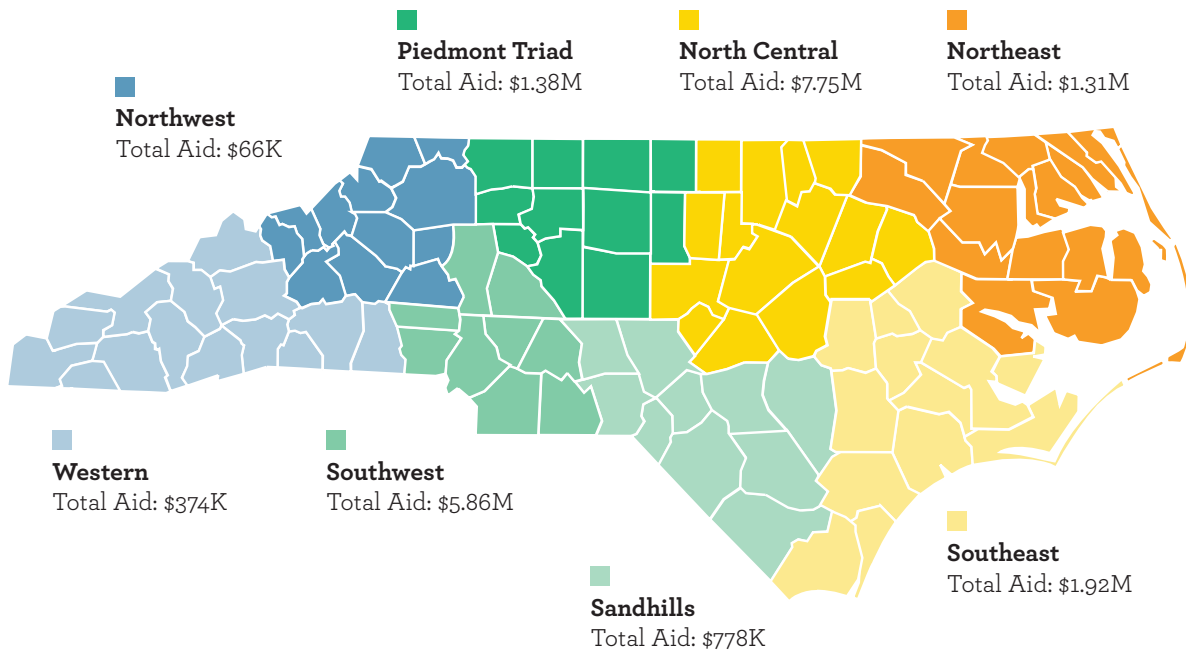 Piedmont Triad
Total Aid: $1.38M
North Central
Total Aid: $7.75M
Northeast
Total Aid: $1.31M
Northwest
Total Aid: $66K
Western
Total Aid: $374K
Southwest
Total Aid: $5.86M
Southeast
Total Aid: $1.92M
Sandhills
Total Aid: $778K